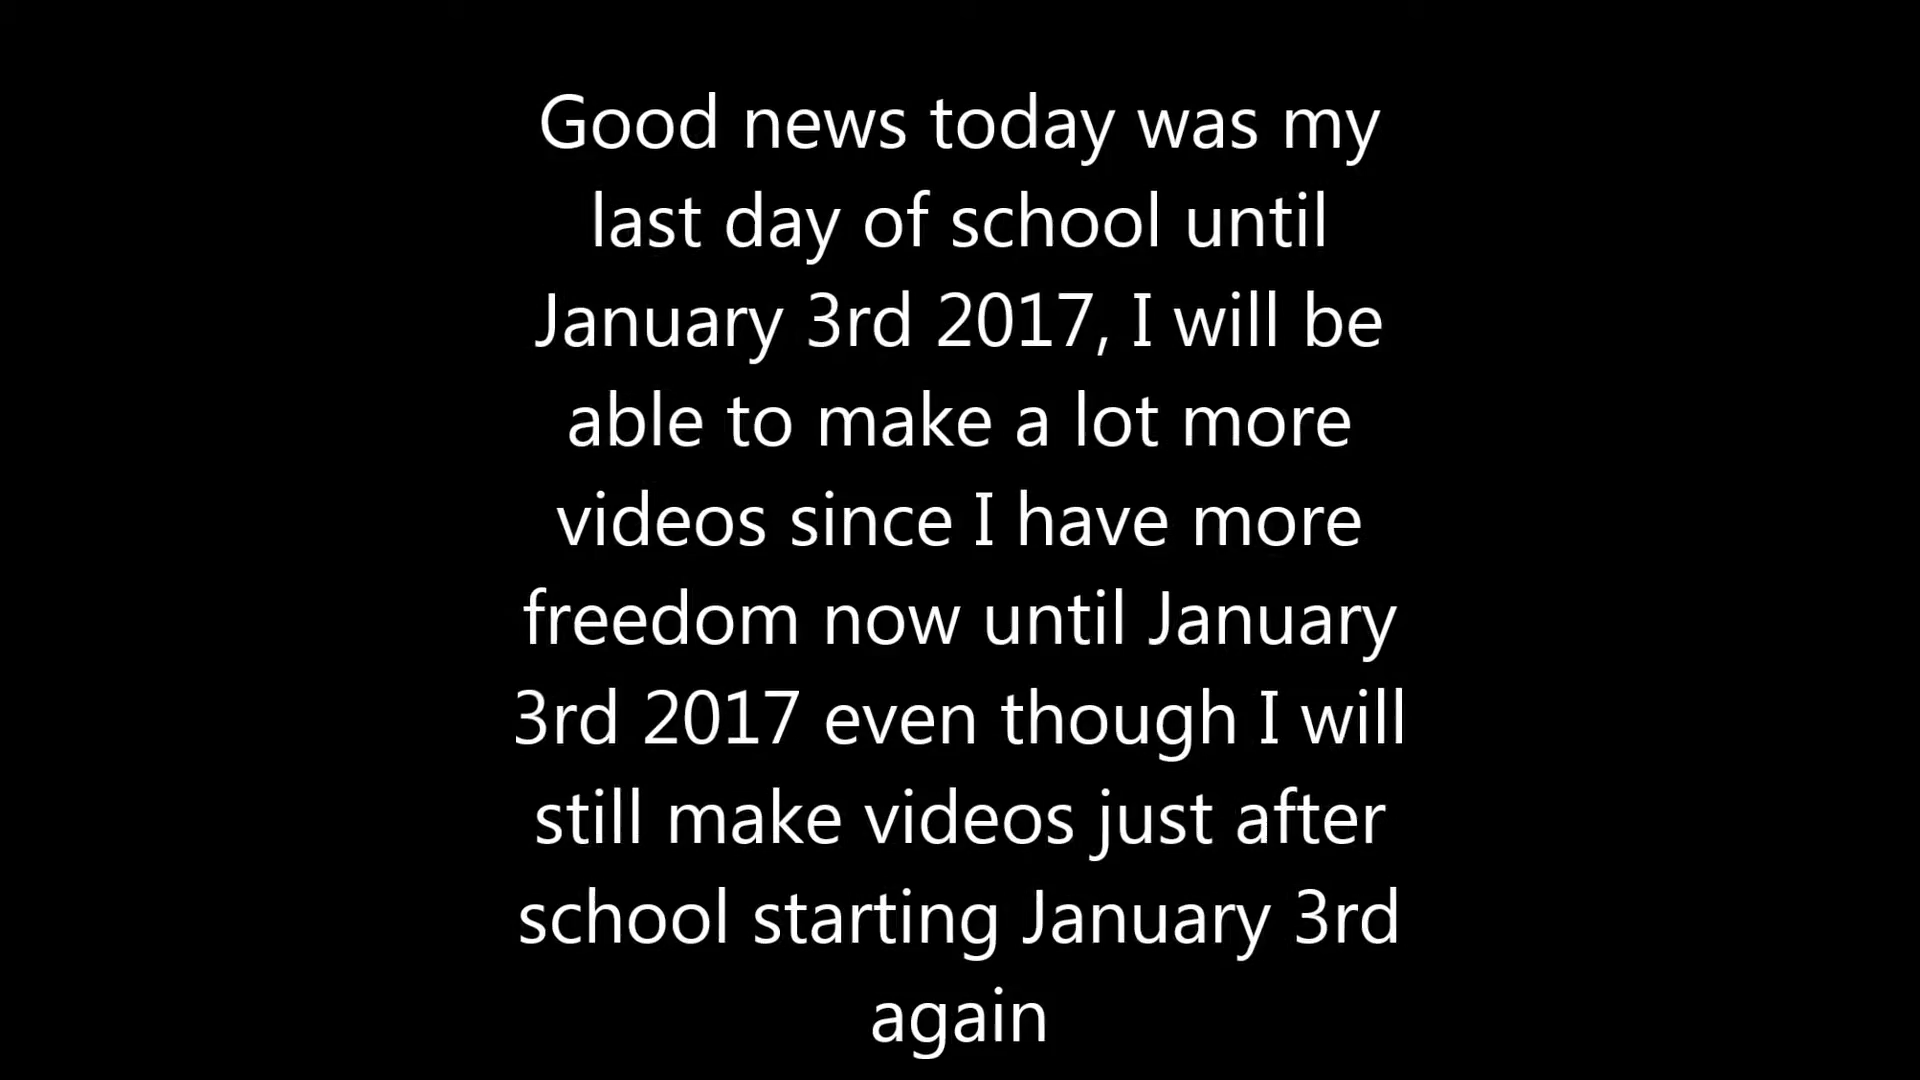 Good news today was my
last day of school until
January 3rd 2017, I will be
able to make a lot more
videos since I have more
freedom now until January
3rd 2017 even though I will
still make videos just after
school starting January 3rd
again